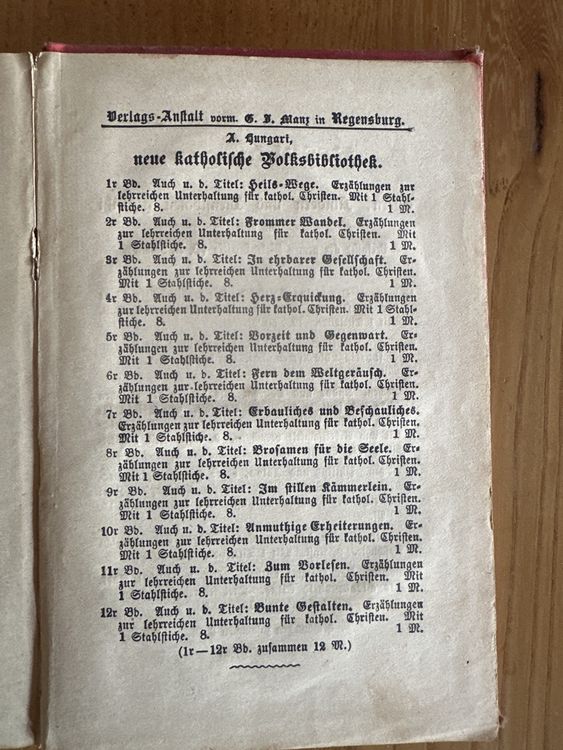 Verlags-Anstalt vorm. G. J. Manz in Regensburg.
A. Hungari,
neue katholische Volksbibliothek.
1r Bd. Auch u. d. Titel: Heils-Wege. Erzählungen zur
lehrreichen Unterhaltung für kathol. Christen. Mit 1 Stahl-
stiche. 8. 1 M.
2r Bd. Auch u. d. Titel: Frommer Wandel. Erzählungen
zur lehrreichen Unterhaltung für kathol. Christen. Mit
1 Stahlstiche. 8. 1 M.
3r Bd. Auch u. d. Titel: In ehrbarer Gesellschaft. Er-
zählungen zur lehrreichen Unterhaltung für kathol. Christen.
Mit 1 Stahlstiche. 8. 1 M.
4r Bd. Auch u. d. Titel: Herz-Erquickung. Erzählungen
zur lehrreichen Unterhaltung für kathol. Christen. Mit 1 Stahl-
stiche. 8. 1 M.
5r Bd. Auch u. d. Titel: Vorzeit und Gegenwart. Er-
zählungen zur lehrreichen Unterhaltung für kathol. Christen.
Mit 1 Stahlstiche. 8. 1 M.
6r Bd. Auch u. d. Titel: Fern dem Weltgeräusch. Er-
zählungen zur lehrreichen Unterhaltung für kathol. Christen.
Mit 1 Stahlstiche. 8. 1 M.
7r Bd. Auch u. d. Titel: Erbauliches und Beschauliches.
Erzählungen zur lehrreichen Unterhaltung für kathol. Christen.
Mit 1 Stahlstiche. 8. 1 M.
8r Bd. Auch u. d. Titel: Brosamen für die Seele. Er-
zählungen zur lehrreichen Unterhaltung für kathol. Christen.
Mit 1 Stahlstiche. 8. 1 M.
9r Bd. Auch u. d. Titel: Im stillen Kämmerlein. Er-
zählungen zur lehrreichen Unterhaltung für kathol. Christen.
Mit 1 Stahlstiche. 8. 1 M.
10r Bd. Auch u. d. Titel: Anmuthige Erheiterungen. Er-
zählungen zur lehrreichen Unterhaltung für kathol. Christen.
Mit 1 Stahlstiche. 8. 1 M.
11r Bd. Auch u. d. Titel: Zum Vorlesen. Erzählungen
zur lehrreichen Unterhaltung für kathol. Christen. Mit
1 Stahlstiche. 8. 1 M.
12r Bd. Auch u. d. Titel: Bunte Gestalten. Erzählungen
zur lehrreichen Unterhaltung für kathol. Christen. Mit
1 Stahlstiche. 8. 1 M.
(1r—12r Bd. zusammen 12 M.)